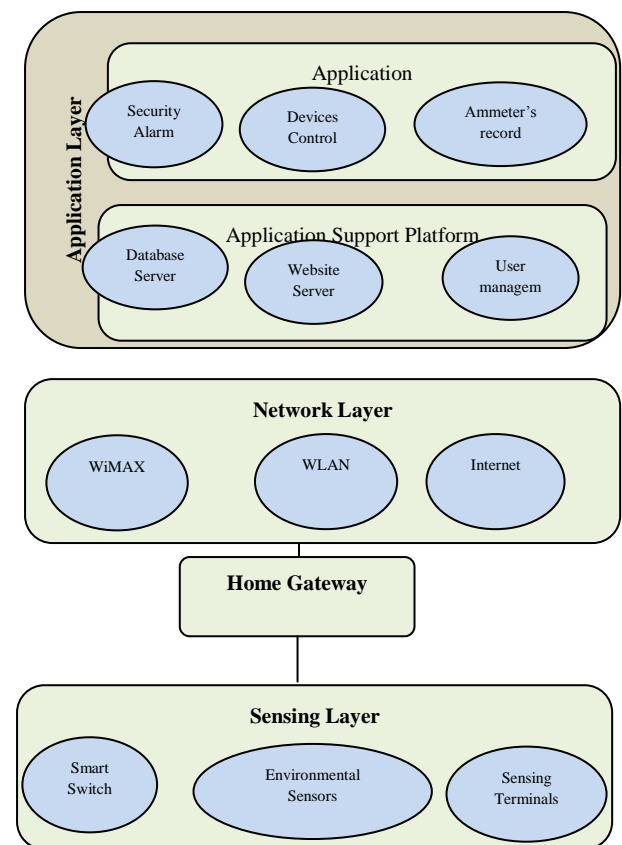 Application Layer
Application
Security
Alarm
Devices
Control
Ammeter's
record
Application Support Platform
Database
Server
Website
Server
User
managem
Network Layer
WiMAX
WLAN
Internet
Home Gateway
Sensing Layer
Smart
Switch
Environmental
Sensors
Sensing
Terminals